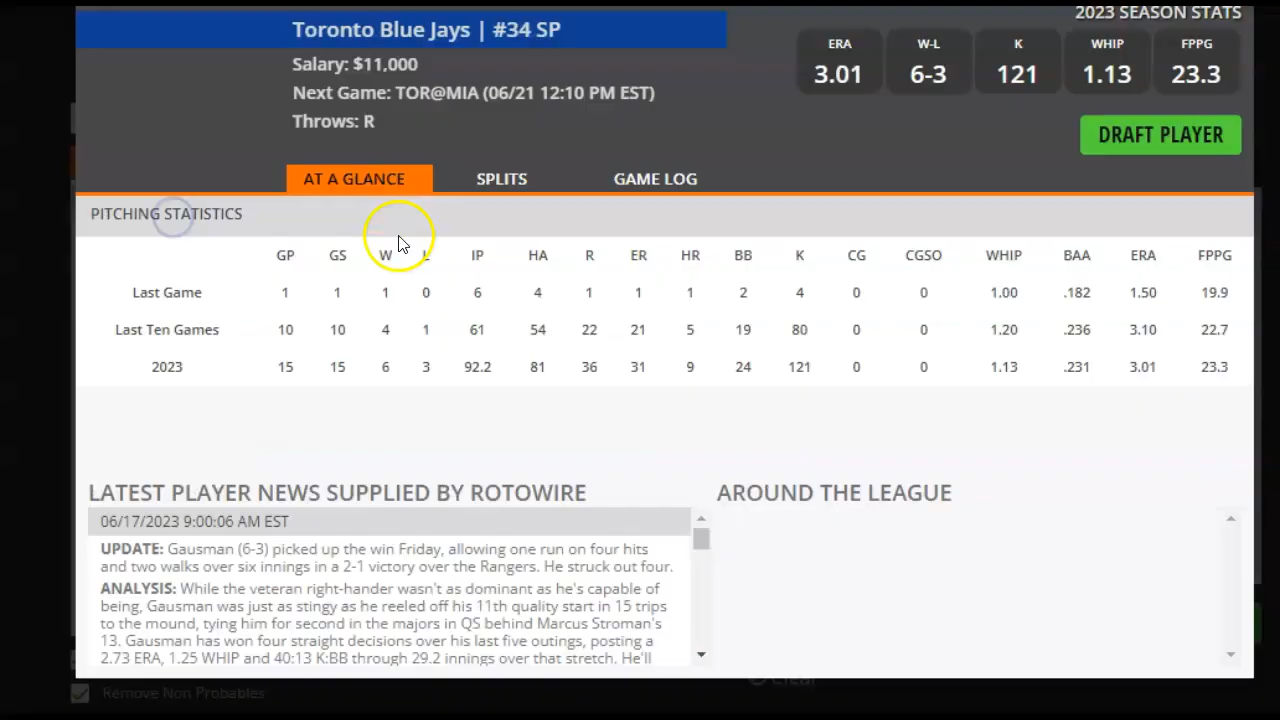 2023 SEASON STATS
Toronto Blue Jays | #34 SP
Salary: $11,000
Next Game: TOR@MIA (06/21 12:10 PM EST)
Throws: R
ERA W-L K WHIP FPPG
3.01 6-3 121 1.13 23.3
DRAFT PLAYER
AT A GLANCE SPLITS GAME LOG
PITCHING STATISTICS
GP GS W L IP HA R ER HR BB K CG CGSO WHIP BAA ERA FPPG
Last Game 1 1 1 0 6 4 1 1 1 2 4 0 0 1.00 .182 1.50 19.9
Last Ten Games 10 10 4 1 61 54 22 21 5 19 80 0 0 1.20 .236 3.10 22.7
2023 15 15 6 3 92.2 81 36 31 9 24 121 0 0 1.13 .231 3.01 23.3
LATEST PLAYER NEWS SUPPLIED BY ROTOWIRE
AROUND THE LEAGUE
06/17/2023 9:00:06 AM EST
UPDATE: Gausman (6-3) picked up the win Friday, allowing one run on four hits
and two walks over six innings in a 2-1 victory over the Rangers. He struck out four.
ANALYSIS: While the veteran right-hander wasn't as dominant as he's capable of
being, Gausman was just as stingy as he reeled off his 11th quality start in 15 trips
to the mound, tying him for second in the majors in QS behind Marcus Stroman's
13. Gausman has won four straight decisions over his last five outings, posting a
2.73 ERA, 1.25 WHIP and 40:13 K:BB through 29.2 innings over that stretch. He'll
Remove Non Probables
Clear